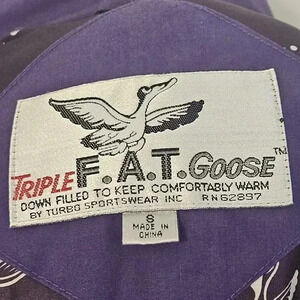 TRIPLE F.A.T. GOOSE™
DOWN FILLED TO KEEP COMFORTABLY WARM
BY TURBO SPORTSWEAR INC RN62897
S
MADE IN
CHINA